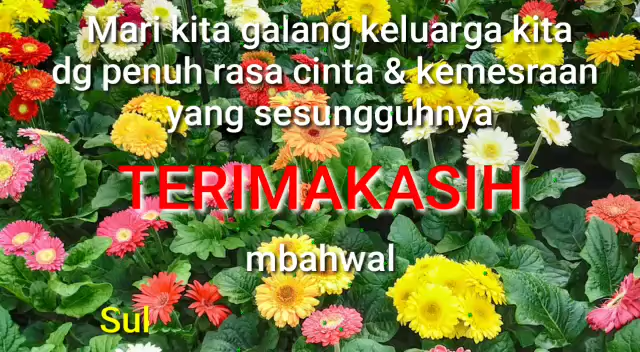 Mari kita galang keluarga kita
dg penuh rasa cinta & kemesraan
yang sesungguhnya
TERIMAKASIH
mbahwal
Sul